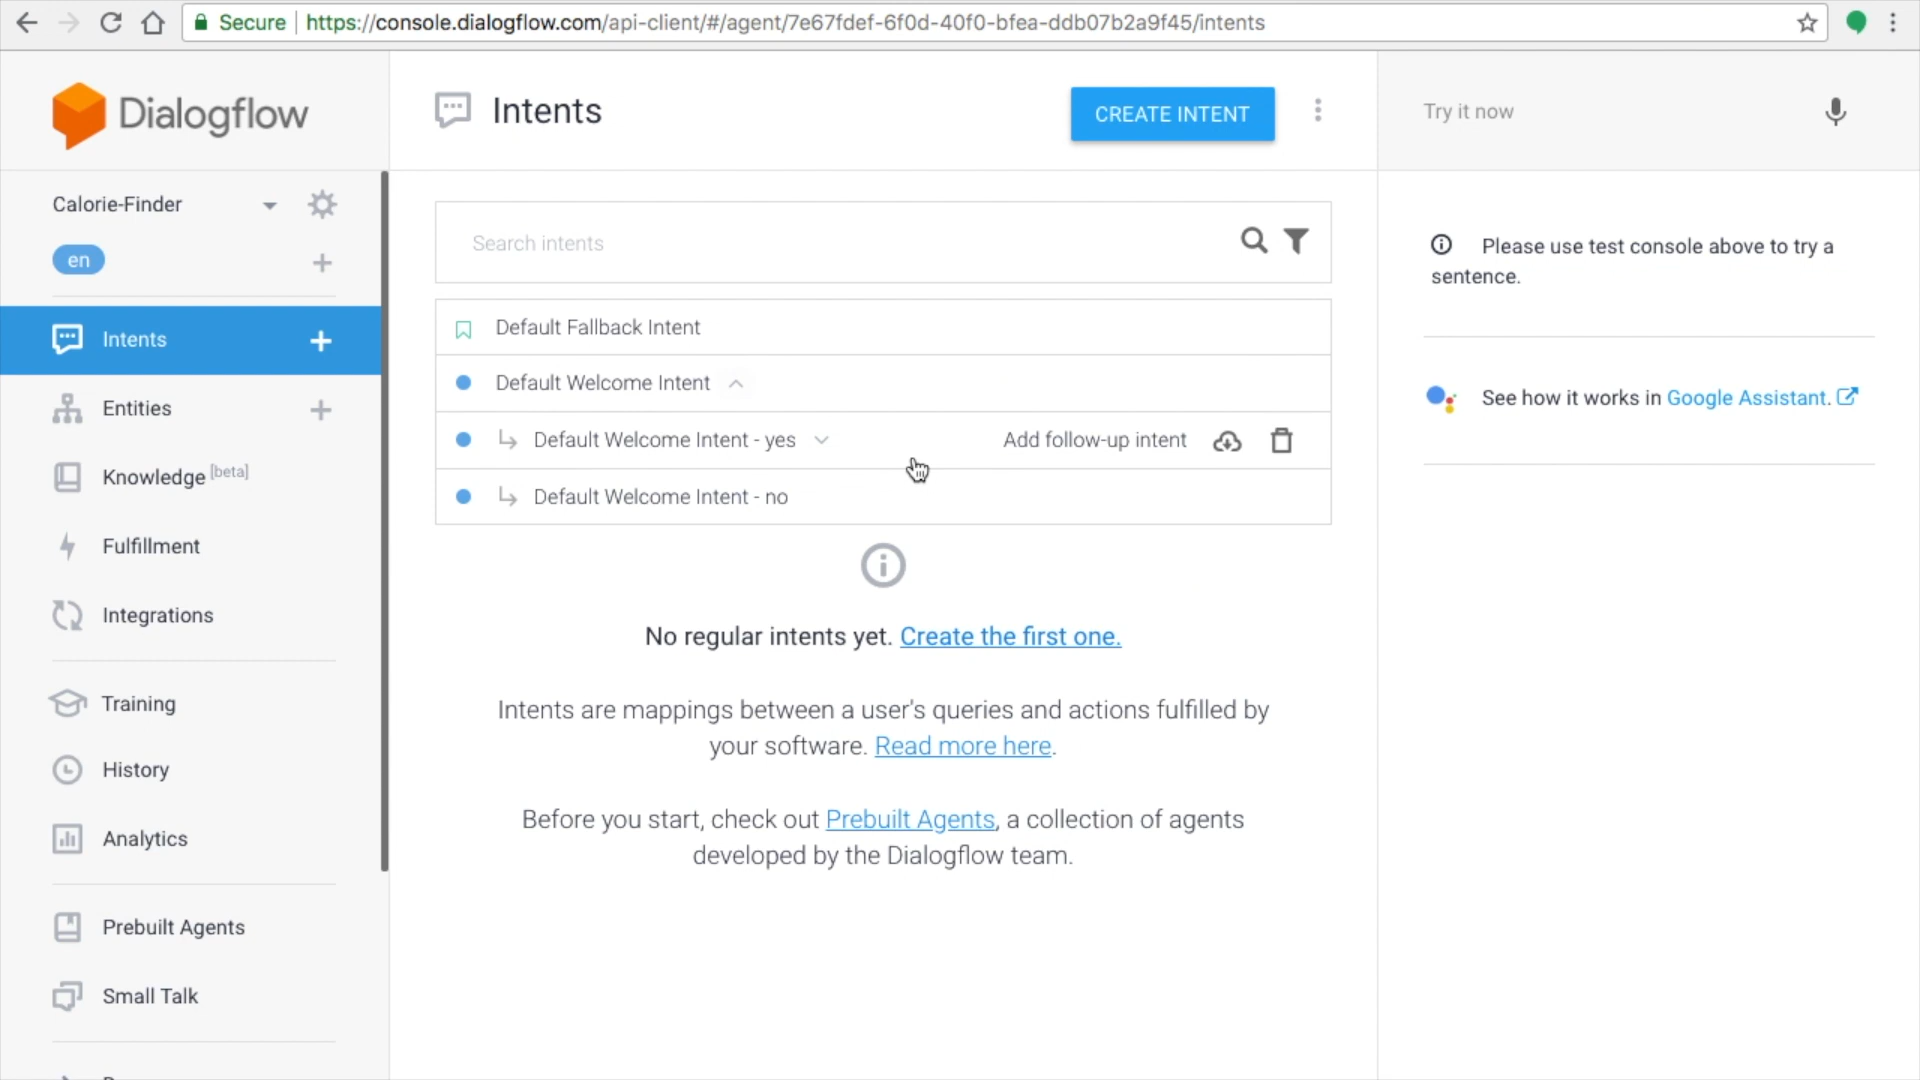 Secure https://console.dialogflow.com/api-client/#/agent/7e67fdef-6f0d-40f0-bfea-ddb07b2a9f45/intents
Dialogflow
Calorie-Finder
en
Intents
Entities
Knowledge [beta]
Fulfillment
Integrations
Training
History
Analytics
Prebuilt Agents
Small Talk
Intents
CREATE INTENT
Search intents
Default Fallback Intent
Default Welcome Intent
Default Welcome Intent - yes
Add follow-up intent
Default Welcome Intent - no
No regular intents yet. Create the first one.
Intents are mappings between a user's queries and actions fulfilled by
your software. Read more here.
Before you start, check out Prebuilt Agents, a collection of agents
developed by the Dialogflow team.
Try it now
Please use test console above to try a
sentence.
See how it works in Google Assistant.